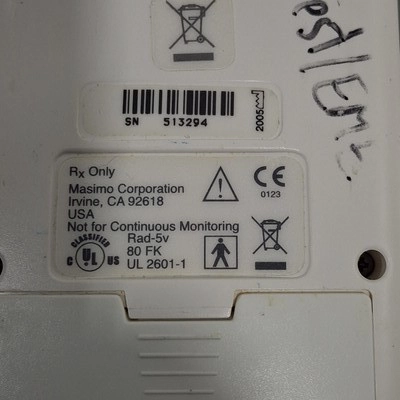 SN 513294
2005
Rx Only
Masimo Corporation
Irvine, CA 92618
USA
Not for Continuous Monitoring
Rad-5v
80 FK
UL 2601-1
CLASSIFIED
C UL US
CE
0123